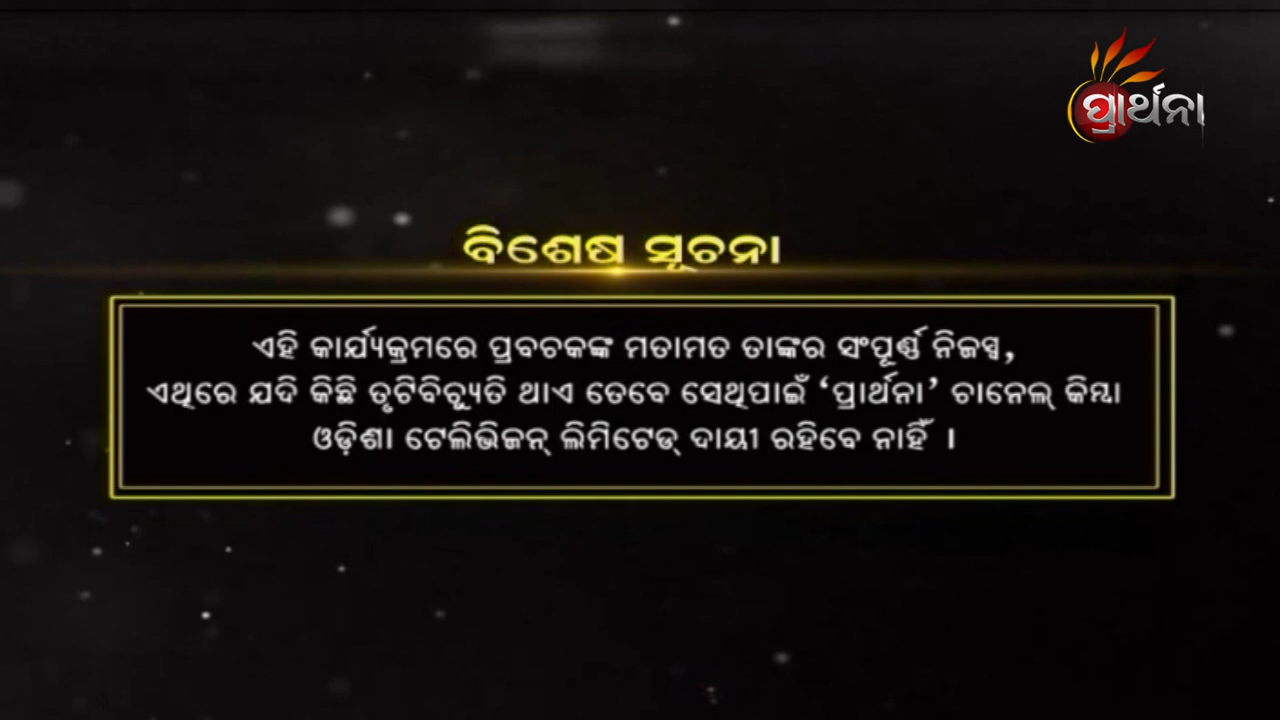 ପ୍ରାର୍ଥନା
ବିଶେଷ ସୂଚନା
ଏହି କାର୍ଯ୍ୟକ୍ରମରେ ପ୍ରବଚକଙ୍କ ମତାମତ ତାଙ୍କର ସଂପୂର୍ଣ୍ଣ ନିଜସ୍ୱ,
ଏଥିରେ ଯଦି କିଛି ତୃଟିବିଚ୍ୟୁତି ଥାଏ ତେବେ ସେଥିପାଇଁ ‘ପ୍ରାର୍ଥନା’ ଚାନେଲ୍ କିମ୍ବା
ଓଡ଼ିଶା ଟେଲିଭିଜନ୍ ଲିମିଟେଡ୍ ଦାୟୀ ରହିବେ ନାହିଁ ।